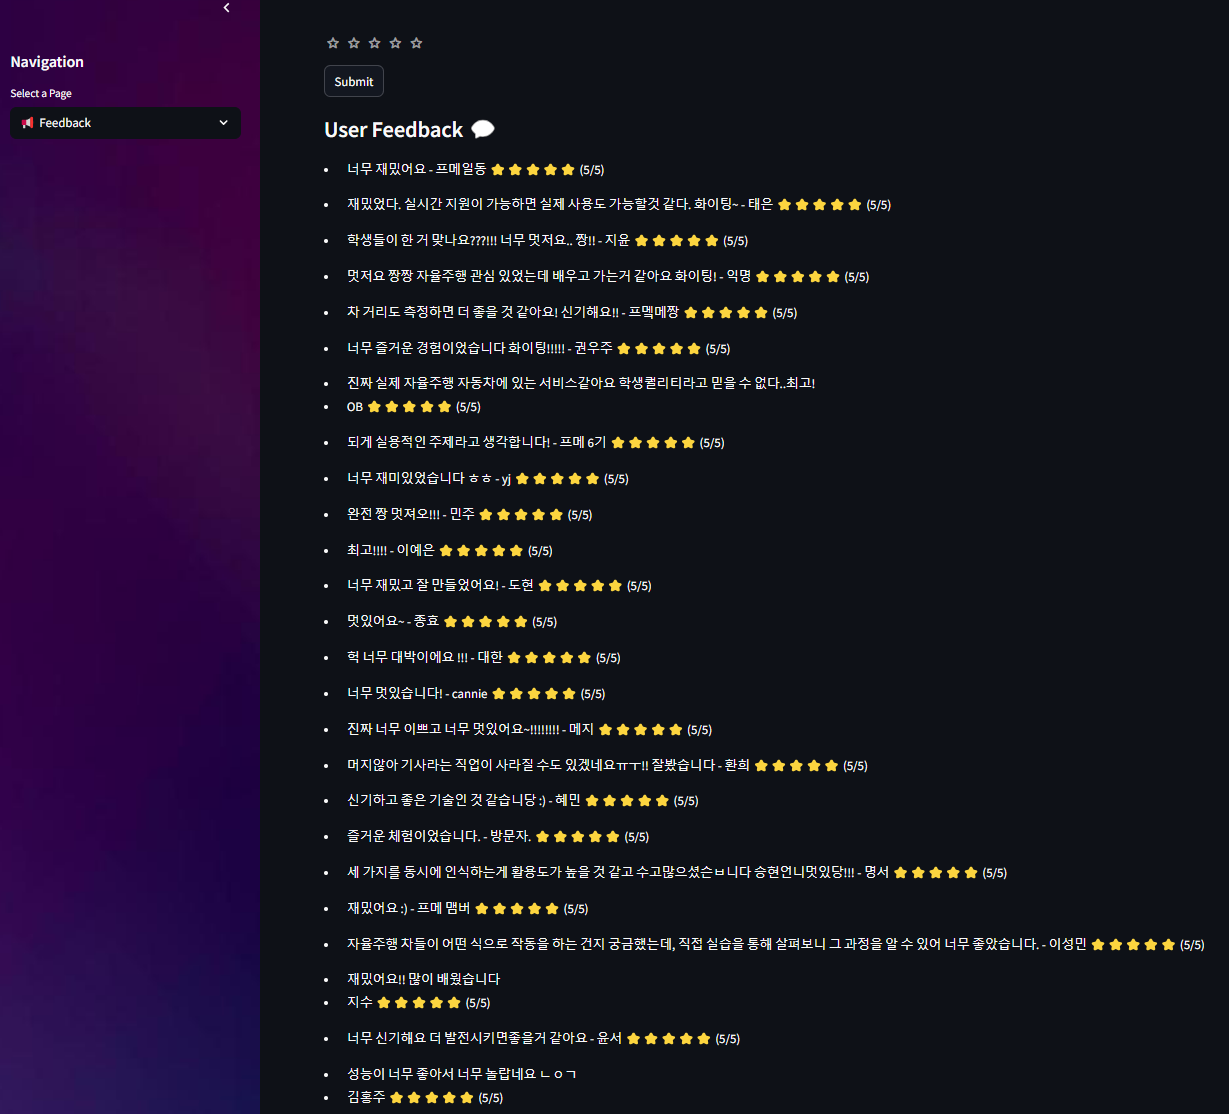 Navigation
Select a Page
Feedback
Submit
User Feedback
너무 재밌어요 - 프메일동 (5/5)
재밌었다. 실시간 지원이 가능하면 실제 사용도 가능할것 같다. 화이팅~ - 태은 (5/5)
학생들이 한 거 맞나요???!!! 너무 멋저요.. 짱!! - 지윤 (5/5)
멋저요 짱짱 자율주행 관심 있었는데 배우고 가는거 같아요 화이팅! - 익명 (5/5)
차 거리도 측정하면 더 좋을 것 같아요! 신기해요!! - 프멬메짱 (5/5)
너무 즐거운 경험이었습니다 화이팅!!!!! - 권우주 (5/5)
진짜 실제 자율주행 자동차에 있는 서비스같아요 학생퀄리티라고 믿을 수 없다..최고!
OB (5/5)
되게 실용적인 주제라고 생각합니다! - 프메 6기 (5/5)
너무 재미있었습니다 ㅎㅎ - yj (5/5)
완전 짱 멋져오!!! - 민주 (5/5)
최고!!!! - 이예은 (5/5)
너무 재밌고 잘 만들었어요! - 도현 (5/5)
멋있어요~ - 종효 (5/5)
헉 너무 대박이에요 !!! - 대한 (5/5)
너무 멋있습니다! - cannie (5/5)
진짜 너무 이쁘고 너무 멋있어요~!!!!!!!! - 메지 (5/5)
머지않아 기사라는 직업이 사라질 수도 있겠네요ㅠㅜ!! 잘봤습니다 - 환희 (5/5)
신기하고 좋은 기술인 것 같습니당 :) - 혜민 (5/5)
즐거운 체험이었습니다. - 방문자. (5/5)
세 가지를 동시에 인식하는게 활용도가 높을 것 같고 수고많으셨슨ㅂ니다 승현언니멋있당!!! - 명서 (5/5)
재밌어요 :) - 프메 맴버 (5/5)
자율주행 차들이 어떤 식으로 작동을 하는 건지 궁금했는데, 직접 실습을 통해 살펴보니 그 과정을 알 수 있어 너무 좋았습니다. - 이성민 (5/5)
재밌어요!! 많이 배웠습니다
지수 (5/5)
너무 신기해요 더 발전시키면좋을거 같아요 - 윤서 (5/5)
성능이 너무 좋아서 너무 놀랍네요 ㄴㅇㄱ
김홍주 (5/5)